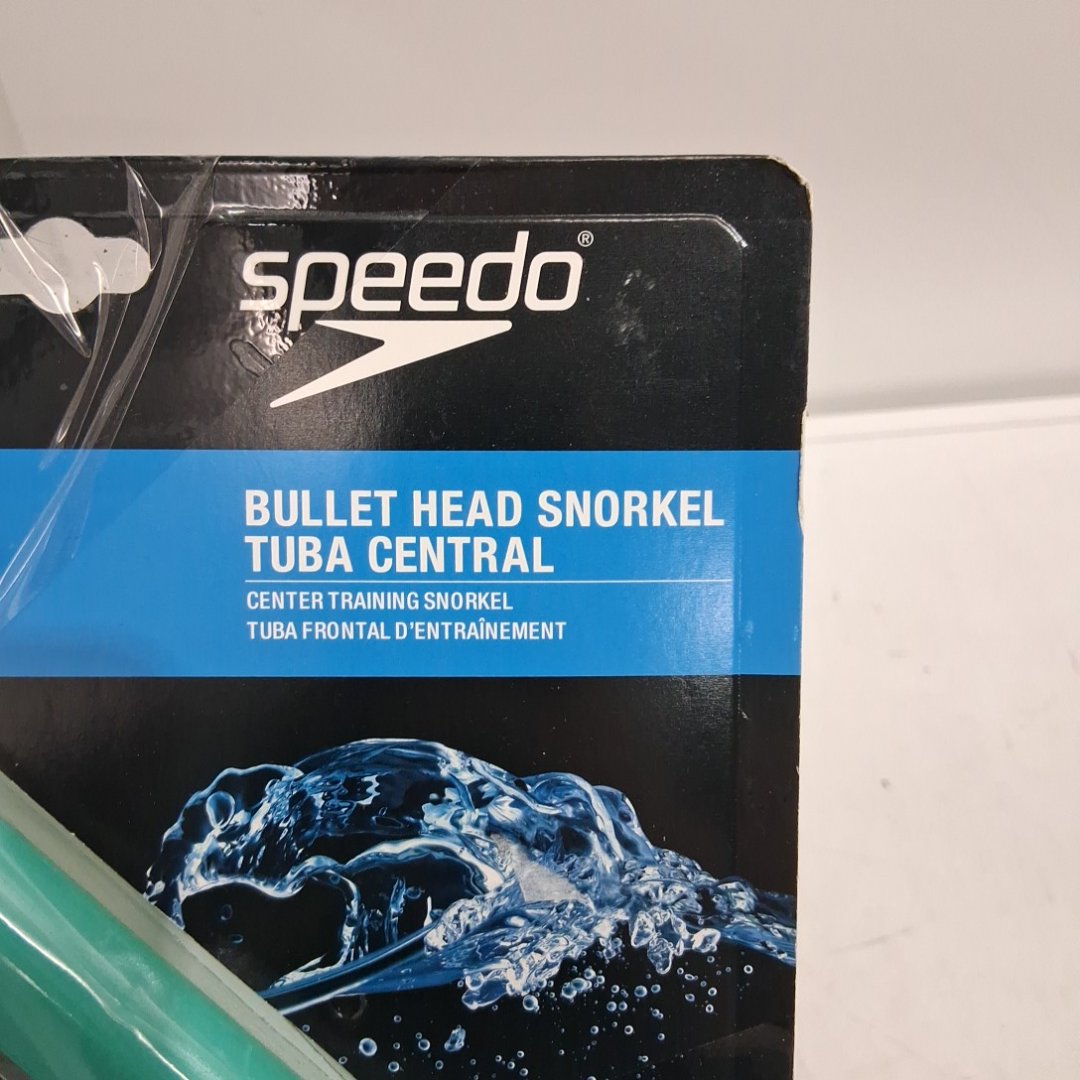 speedo®
BULLET HEAD SNORKEL
TUBA CENTRAL
CENTER TRAINING SNORKEL
TUBA FRONTAL D'ENTRAÎNEMENT